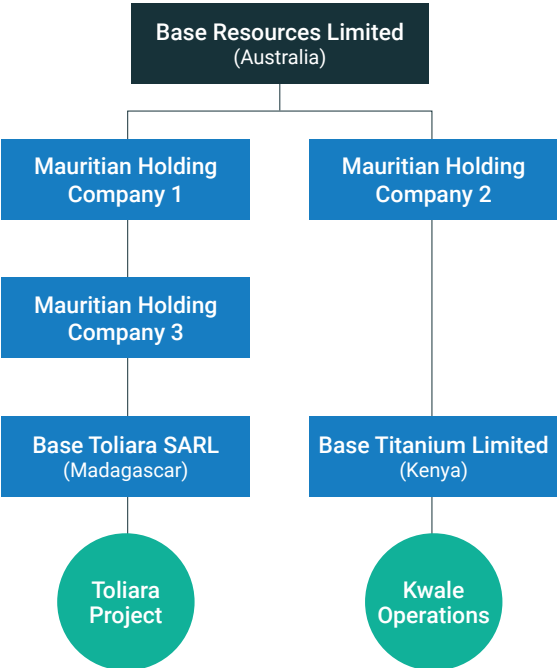 Base Resources Limited
(Australia)
Mauritian Holding
Company 1
Mauritian Holding
Company 2
Mauritian Holding
Company 3
Base Toliara SARL
(Madagascar)
Base Titanium Limited
(Kenya)
Toliara
Project
Kwale
Operations